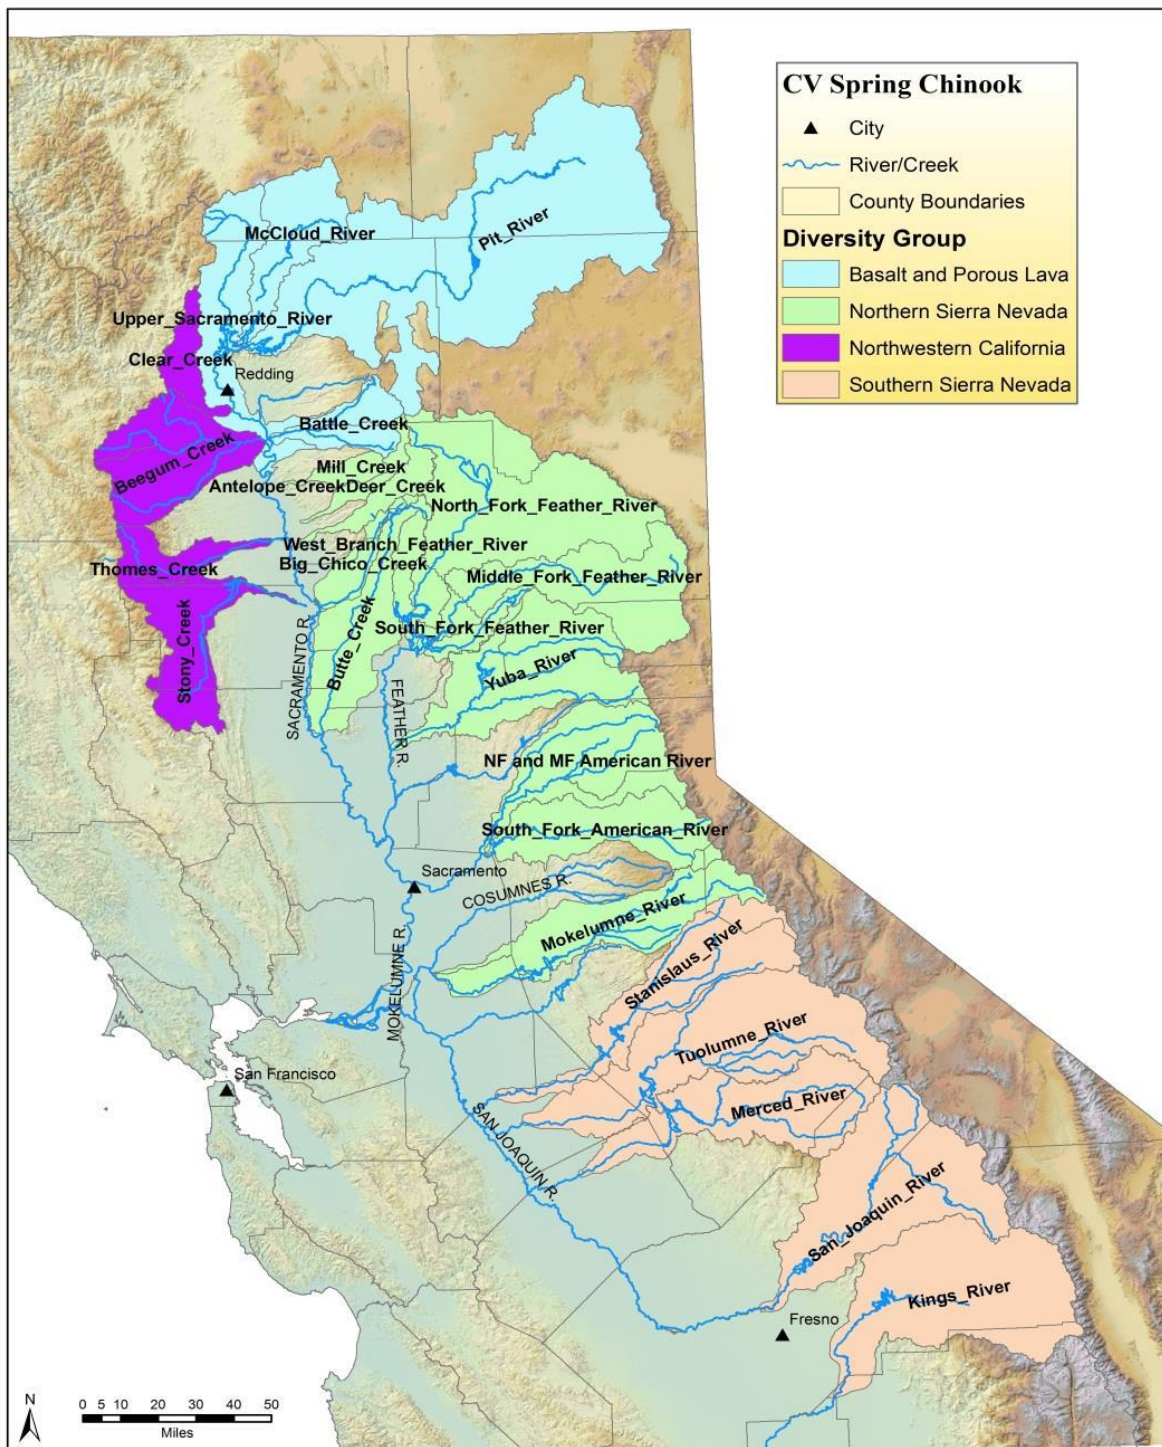 CV Spring Chinook
City
River/Creek
County Boundaries
Diversity Group
Basalt and Porous Lava
Northern Sierra Nevada
Northwestern California
Southern Sierra Nevada
McCloud_River
Pit_River
Upper_Sacramento_River
Clear_Creek
Redding
Battle_Creek
Beegum_Creek
Mill_Creek
Antelope_Creek
Deer_Creek
North_Fork_Feather_River
West_Branch_Feather_River
Big_Chico_Creek
Thomes_Creek
Middle_Fork_Feather_River
Stony_Creek
SACRAMENTO R.
Butte_Creek
South_Fork_Feather_River
Yuba_River
FEATHER R.
NF and MF American River
South_Fork_American_River
Sacramento
COSUMNES R.
Mokelumne_River
MOKELUMNE R.
Stanislaus_River
Tuolumne_River
San Francisco
Merced_River
SAN JOAQUIN R.
San_Joaquin_River
Kings_River
Fresno
N
0 5 10 20 30 40 50
Miles